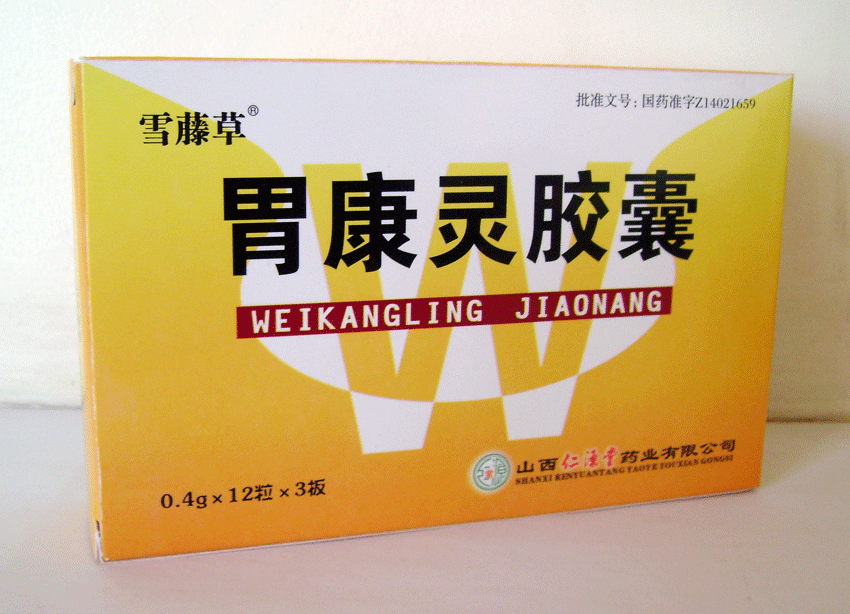 批准文号：国药准字Z14021659
雪藤草®
胃康灵胶囊
WEIKANGLING JIAONANG
山西仁源堂药业有限公司
SHANXI RENYUANTANG YAOYE YOUXIAN GONGSI
0.4g×12粒×3板